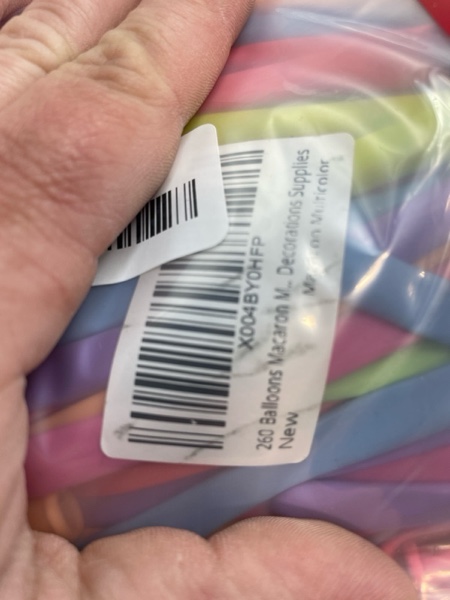 X004BY0HFP
260 Balloons Macaron M... Decorations Supplies
Macaron Multicolor
New